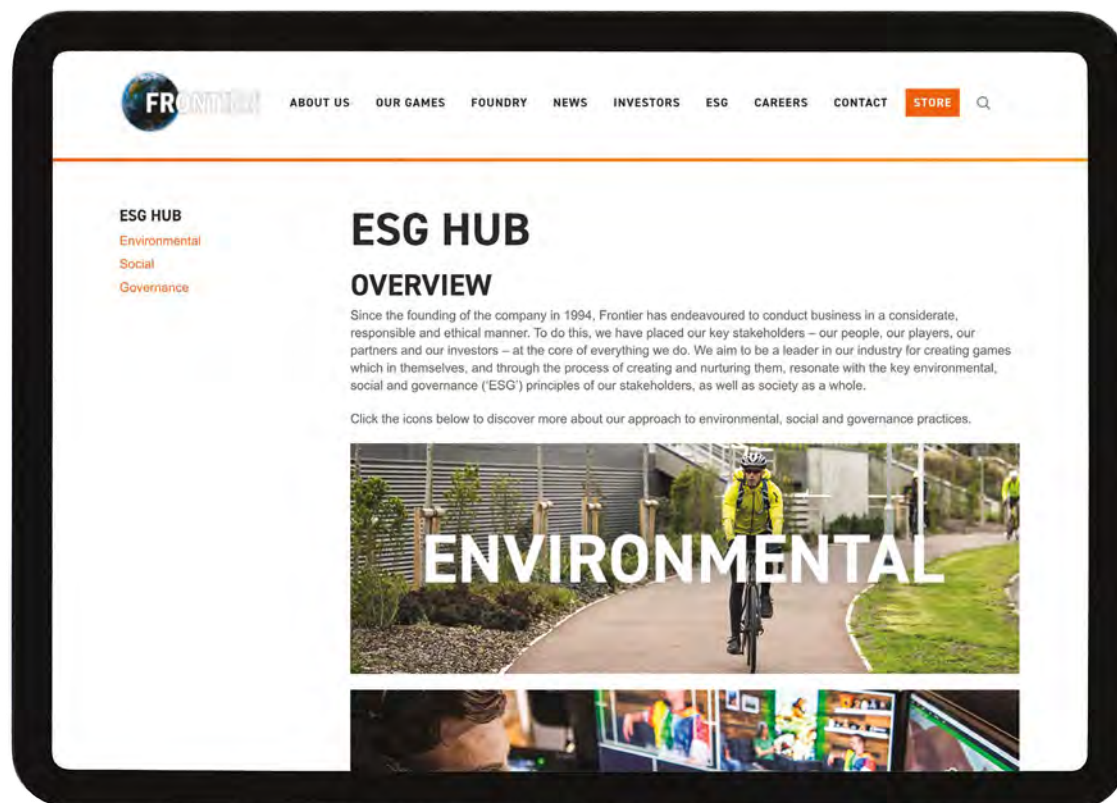 FRONTIER
ABOUT US OUR GAMES FOUNDRY NEWS INVESTORS ESG CAREERS CONTACT STORE
ESG HUB
Environmental
Social
Governance
ESG HUB
OVERVIEW
Since the founding of the company in 1994, Frontier has endeavoured to conduct business in a considerate,
responsible and ethical manner. To do this, we have placed our key stakeholders – our people, our players, our
partners and our investors – at the core of everything we do. We aim to be a leader in our industry for creating games
which in themselves, and through the process of creating and nurturing them, resonate with the key environmental,
social and governance (‘ESG’) principles of our stakeholders, as well as society as a whole.
Click the icons below to discover more about our approach to environmental, social and governance practices.
ENVIRONMENTAL